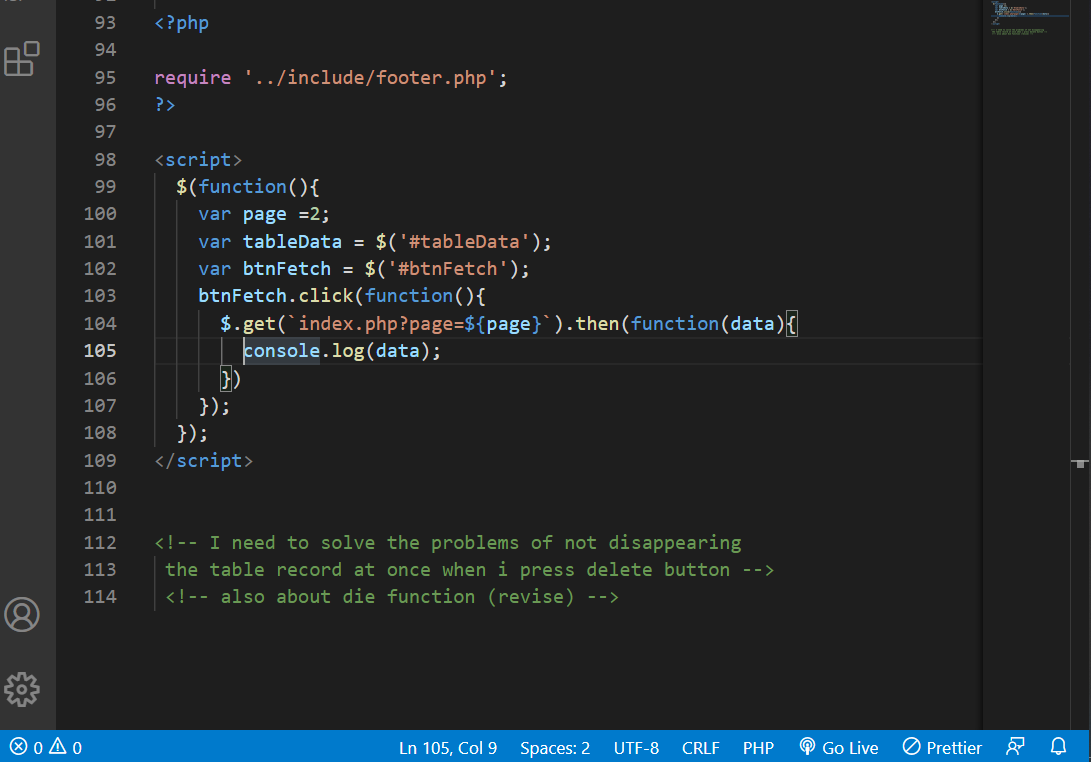 93 <?php
94
95 require '../include/footer.php';
96 ?>
97
98 <script>
99   $(function(){
100     var page =2;
101     var tableData = $('#tableData');
102     var btnFetch = $('#btnFetch');
103     btnFetch.click(function(){
104       $.get(`index.php?page=${page}`).then(function(data){
105         console.log(data);
106       })
107     });
108   });
109 </script>
110
111
112 <!-- I need to solve the problems of not disappearing
113  the table record at once when i press delete button -->
114  <!-- also about die function (revise) -->
0 0 Ln 105, Col 9 Spaces: 2 UTF-8 CRLF PHP Go Live Prettier